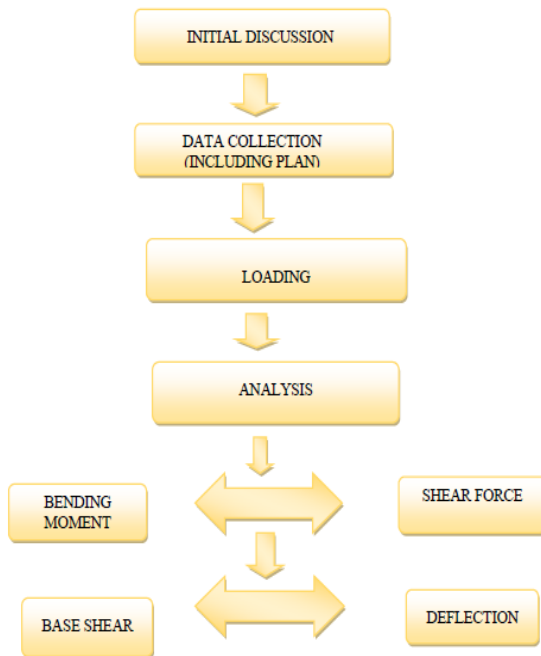 INITIAL DISCUSSION
DATA COLLECTION
(INCLUDING PLAN)
LOADING
ANALYSIS
BENDING
MOMENT
SHEAR FORCE
BASE SHEAR
DEFLECTION